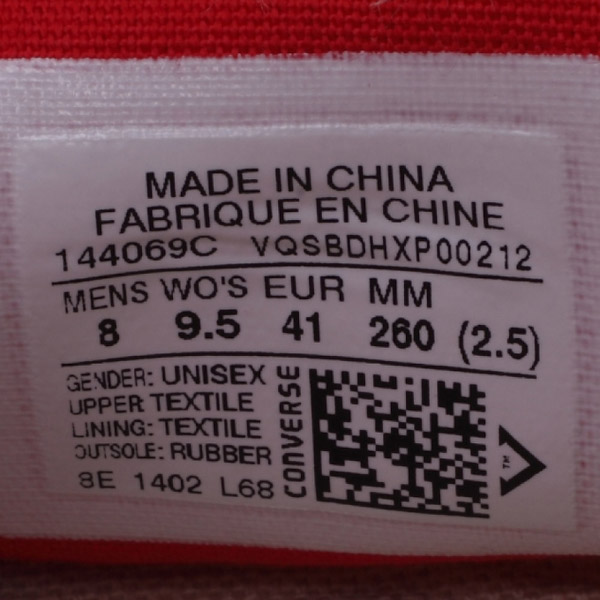 MADE IN CHINA
FABRIQUE EN CHINE
144069C VQSBDHXP00212
MENS WO'S EUR MM
8 9.5 41 260 (2.5)
GENDER: UNISEX
UPPER TEXTILE
LINING: TEXTILE
OUTSOLE: RUBBER
8E 1402 L68
CONVERSE
TM